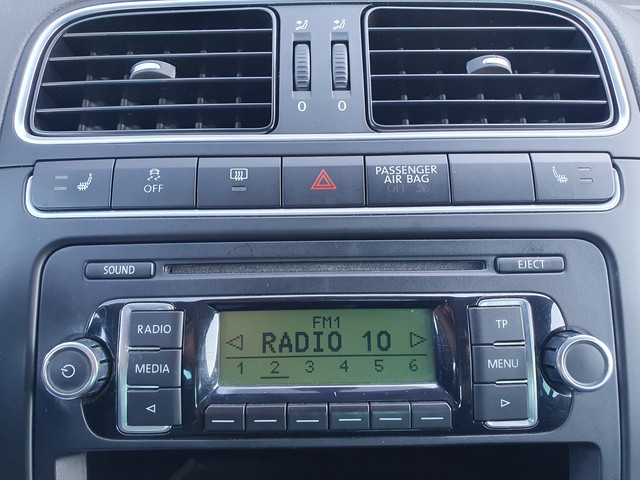 0 0
OFF
PASSENGER
AIR BAG
OFF
SOUND
EJECT
RADIO
MEDIA
FM1
RADIO 10
1 2 3 4 5 6
TP
MENU